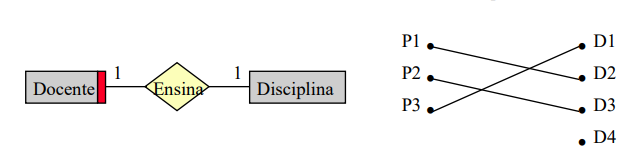 Docente 1 Ensina 1 Disciplina
P1 D1
P2 D2
P3 D3
D4